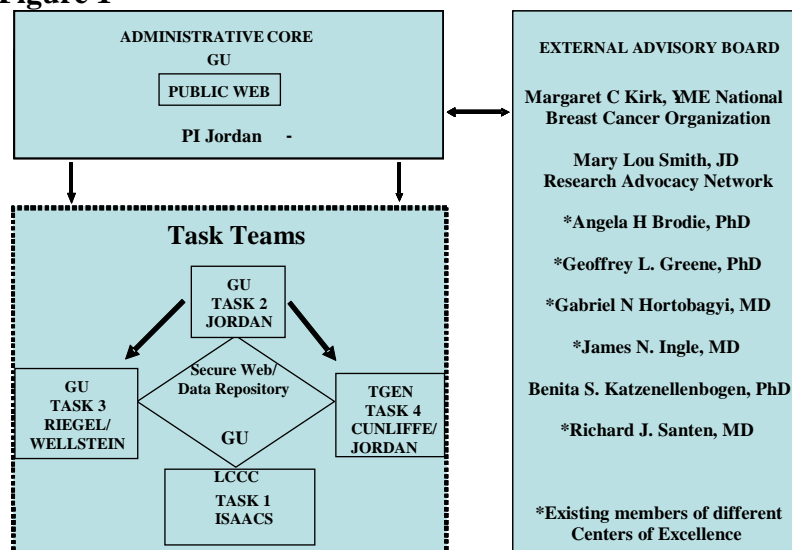 Figure 1
ADMINISTRATIVE CORE
GU
PUBLIC WEB
PI Jordan -
Task Teams
GU
TASK 2
JORDAN
Secure Web/
Data Repository
GU
GU
TASK 3
RIEGEL/
WELLSTEIN
TGEN
TASK 4
CUNLIFFE/
JORDAN
LCCC
TASK 1
ISAACS
EXTERNAL ADVISORY BOARD
Margaret C Kirk, ¥ME National
Breast Cancer Organization
Mary Lou Smith, JD
Research Advocacy Network
*Angela H Brodie, PhD
*Geoffrey L. Greene, PhD
*Gabriel N Hortobagyi, MD
*James N. Ingle, MD
Benita S. Katzenellenbogen, PhD
*Richard J. Santen, MD
*Existing members of different
Centers of Excellence